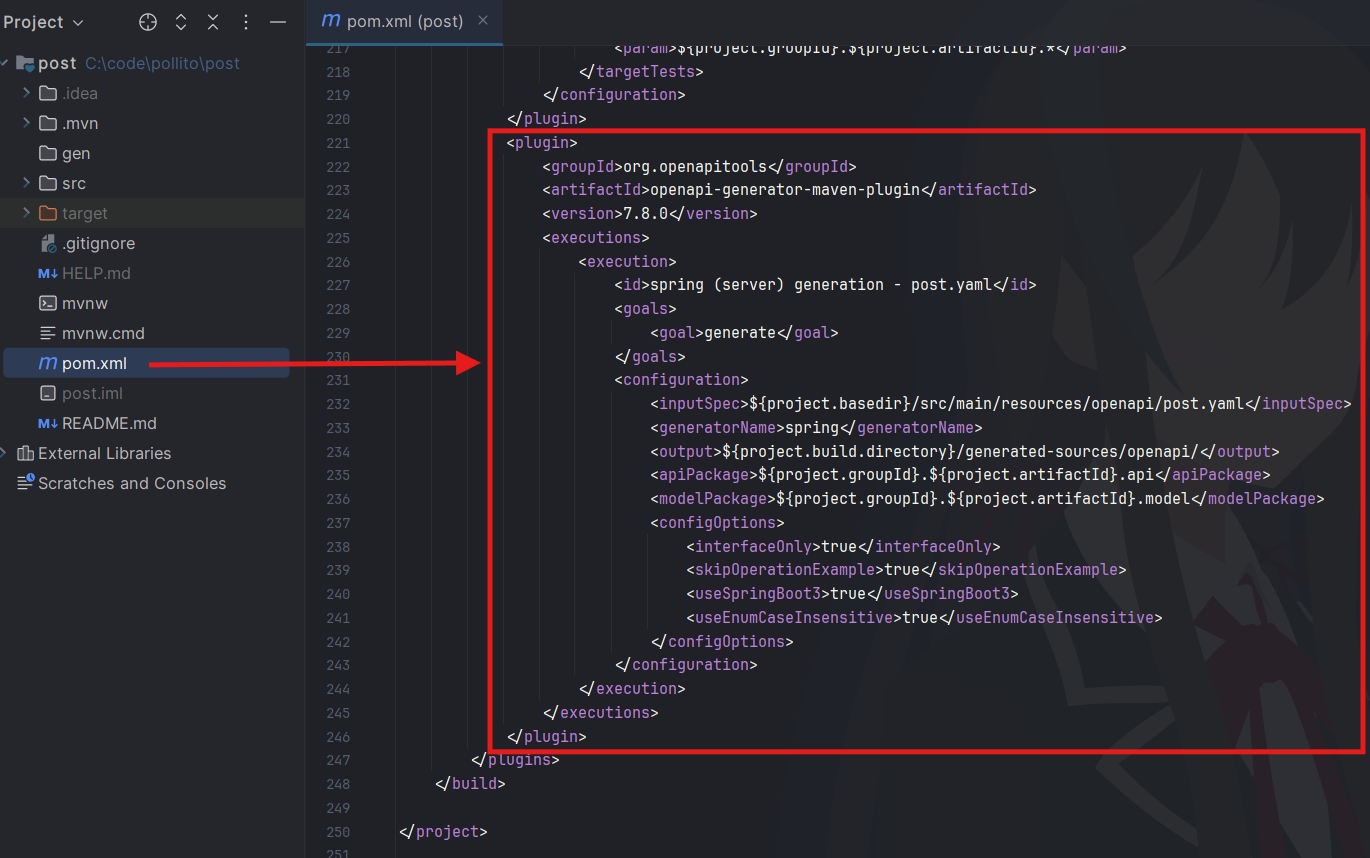 Project
pom.xml (post)
post C:\code\pollito\post
.idea
.mvn
gen
src
target
.gitignore
M↓ HELP.md
mvnw
mvnw.cmd
m pom.xml
post.iml
M↓ README.md
External Libraries
Scratches and Consoles
217 <param>${project.groupId}.${project.artifactId}.*</param>
218 </targetTests>
219 </configuration>
220 </plugin>
221 <plugin>
222 <groupId>org.openapitools</groupId>
223 <artifactId>openapi-generator-maven-plugin</artifactId>
224 <version>7.8.0</version>
225 <executions>
226 <execution>
227 <id>spring (server) generation - post.yaml</id>
228 <goals>
229 <goal>generate</goal>
230 </goals>
231 <configuration>
232 <inputSpec>${project.basedir}/src/main/resources/openapi/post.yaml</inputSpec>
233 <generatorName>spring</generatorName>
234 <output>${project.build.directory}/generated-sources/openapi/</output>
235 <apiPackage>${project.groupId}.${project.artifactId}.api</apiPackage>
236 <modelPackage>${project.groupId}.${project.artifactId}.model</modelPackage>
237 <configOptions>
238 <interfaceOnly>true</interfaceOnly>
239 <skipOperationExample>true</skipOperationExample>
240 <useSpringBoot3>true</useSpringBoot3>
241 <useEnumCaseInsensitive>true</useEnumCaseInsensitive>
242 </configOptions>
243 </configuration>
244 </execution>
245 </executions>
246 </plugin>
247 </plugins>
248 </build>
249
250 </project>
251